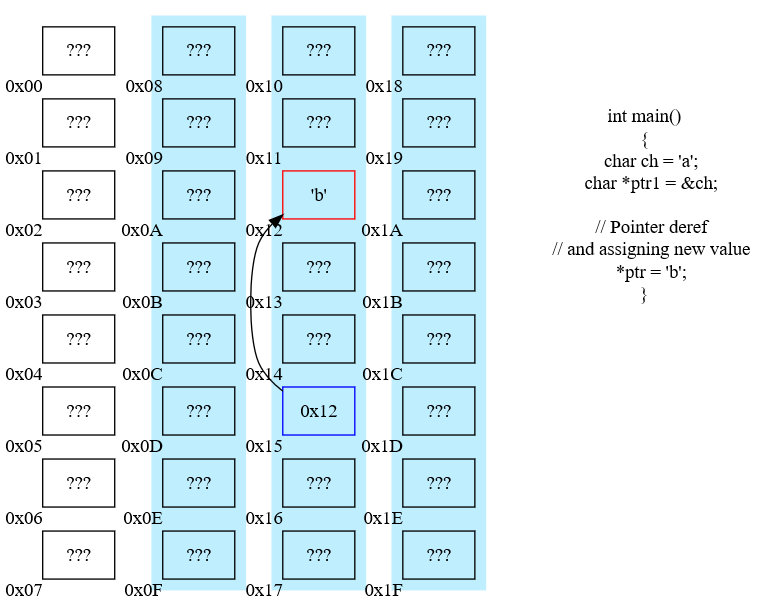 ??? ??? ??? ???
0x00 0x08 0x10 0x18
??? ??? ??? ???
0x01 0x09 0x11 0x19
??? ??? 'b' ???
0x02 0x0A 0x12 0x1A
??? ??? ??? ???
0x03 0x0B 0x13 0x1B
??? ??? ??? ???
0x04 0x0C 0x14 0x1C
??? ??? 0x12 ???
0x05 0x0D 0x15 0x1D
??? ??? ??? ???
0x06 0x0E 0x16 0x1E
??? ??? ??? ???
0x07 0x0F 0x17 0x1F
int main()
{
char ch = 'a';
char *ptr1 = &ch;
// Pointer deref
// and assigning new value
*ptr = 'b';
}